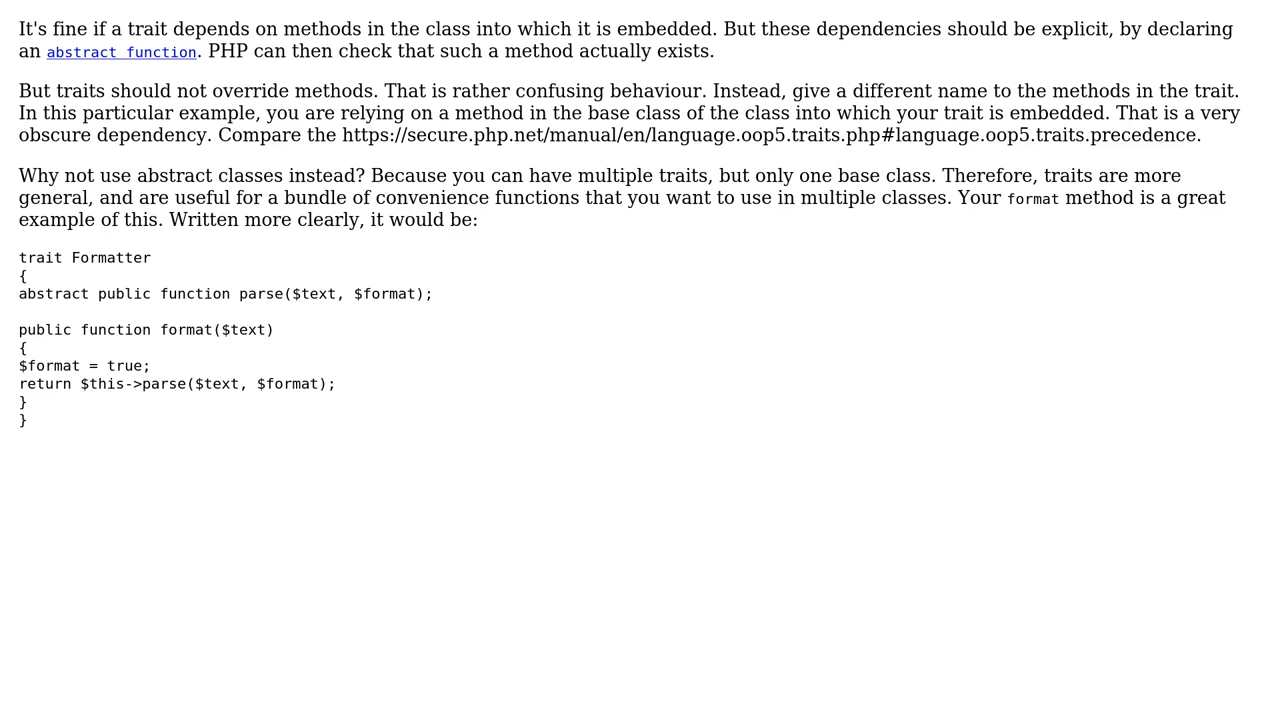 It's fine if a trait depends on methods in the class into which it is embedded. But these dependencies should be explicit, by declaring
an abstract function. PHP can then check that such a method actually exists.
But traits should not override methods. That is rather confusing behaviour. Instead, give a different name to the methods in the trait.
In this particular example, you are relying on a method in the base class of the class into which your trait is embedded. That is a very
obscure dependency. Compare the https://secure.php.net/manual/en/language.oop5.traits.php#language.oop5.traits.precedence.
Why not use abstract classes instead? Because you can have multiple traits, but only one base class. Therefore, traits are more
general, and are useful for a bundle of convenience functions that you want to use in multiple classes. Your format method is a great
example of this. Written more clearly, it would be:
trait Formatter
{
abstract public function parse($text, $format);
public function format($text)
{
$format = true;
return $this->parse($text, $format);
}
}